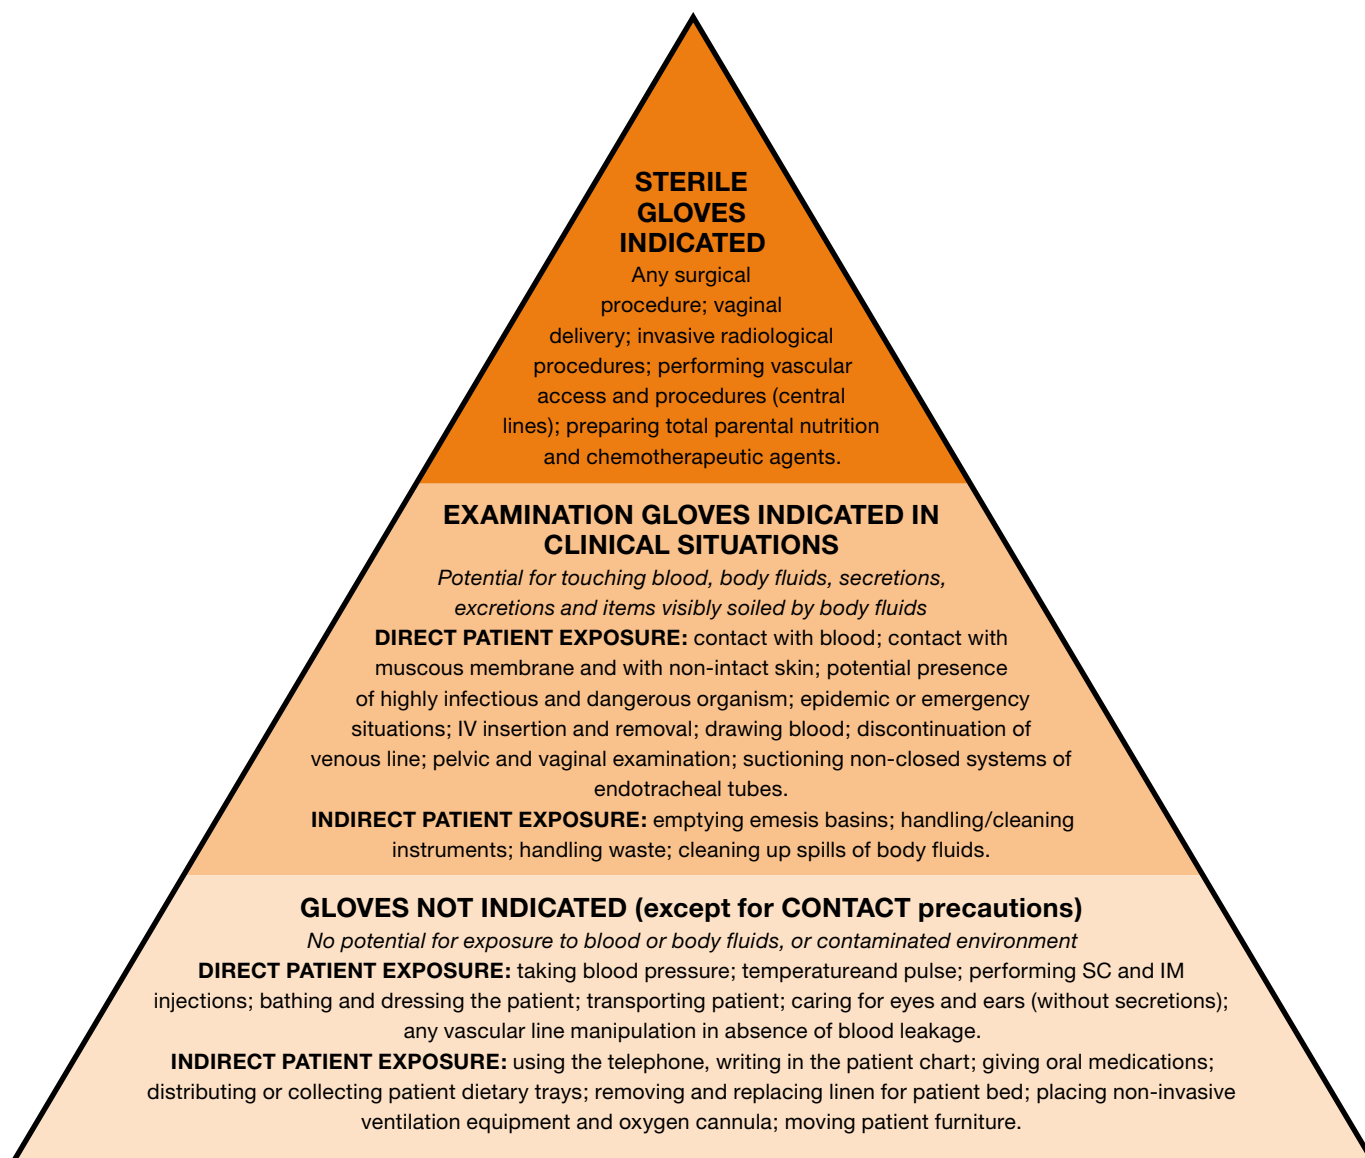 STERILE
GLOVES
INDICATED
Any surgical
procedure; vaginal
delivery; invasive radiological
procedures; performing vascular
access and procedures (central
lines); preparing total parental nutrition
and chemotherapeutic agents.
EXAMINATION GLOVES INDICATED IN
CLINICAL SITUATIONS
Potential for touching blood, body fluids, secretions,
excretions and items visibly soiled by body fluids
DIRECT PATIENT EXPOSURE: contact with blood; contact with
muscous membrane and with non-intact skin; potential presence
of highly infectious and dangerous organism; epidemic or emergency
situations; IV insertion and removal; drawing blood; discontinuation of
venous line; pelvic and vaginal examination; suctioning non-closed systems of
endotracheal tubes.
INDIRECT PATIENT EXPOSURE: emptying emesis basins; handling/cleaning
instruments; handling waste; cleaning up spills of body fluids.
GLOVES NOT INDICATED (except for CONTACT precautions)
No potential for exposure to blood or body fluids, or contaminated environment
DIRECT PATIENT EXPOSURE: taking blood pressure; temperatureand pulse; performing SC and IM
injections; bathing and dressing the patient; transporting patient; caring for eyes and ears (without secretions);
any vascular line manipulation in absence of blood leakage.
INDIRECT PATIENT EXPOSURE: using the telephone, writing in the patient chart; giving oral medications;
distributing or collecting patient dietary trays; removing and replacing linen for patient bed; placing non-invasive
ventilation equipment and oxygen cannula; moving patient furniture.